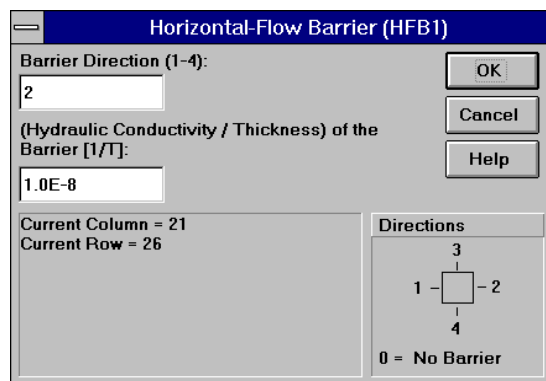 Horizontal-Flow Barrier (HFB1)
Barrier Direction (1-4):
2
(Hydraulic Conductivity / Thickness) of the
Barrier [1/T]:
1.0E-8
OK
Cancel
Help
Current Column = 21
Current Row = 26
Directions
3
1 - - 2
4
0 = No Barrier